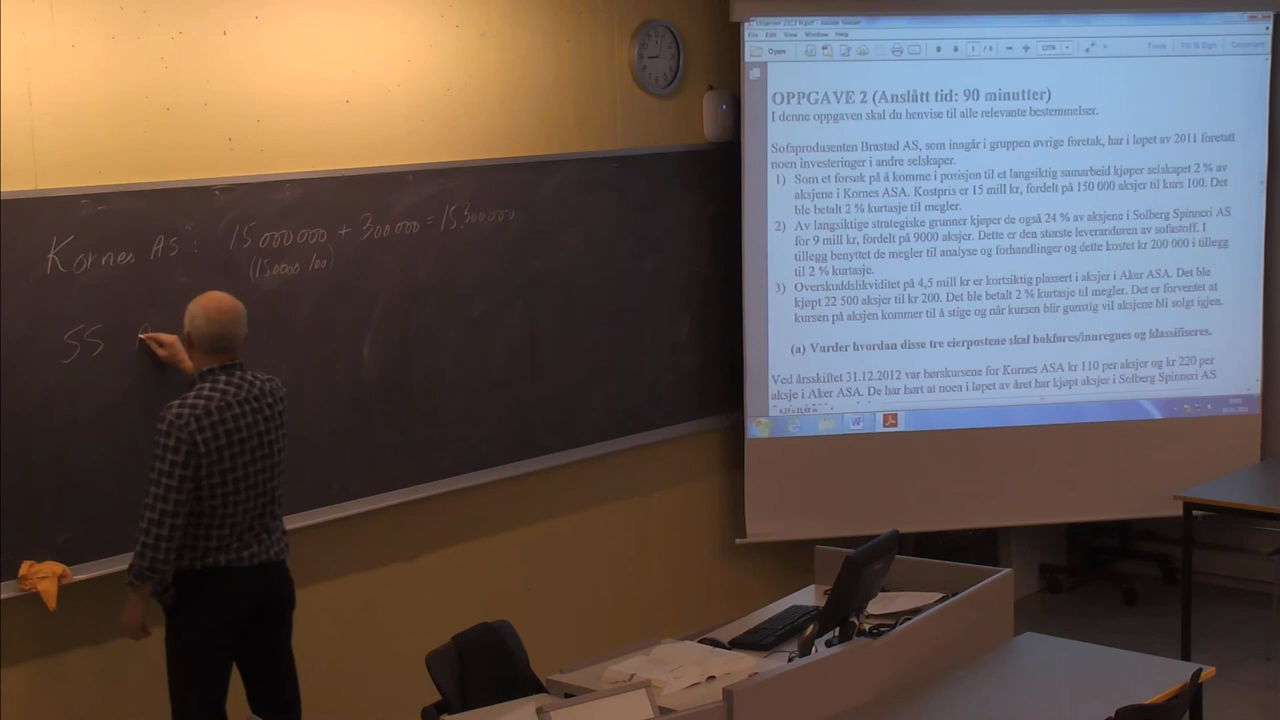 Kornes AS : 15 000 000 + 300 000 = 15.300 000
(150000·100)
SS A
File Edit View Window Help
Open
OPPGAVE 2 (Anslått tid: 90 minutter)
I denne oppgaven skal du henvise til alle relevante bestemmelser.
Sofaprodusenten Brustad AS, som inngår i gruppen øvrige foretak, har i løpet av 2011 foretatt
noen investeringer i andre selskaper.
1) Som et forsøk på å komme i posisjon til et langsiktig samarbeid kjøper selskapet 2 % av
aksjene i Kornes ASA. Kostpris er 15 mill kr, fordelt på 150 000 aksjer til kurs 100. Det
ble betalt 2 % kurtasje til megler.
2) Av langsiktige strategiske grunner kjøper de også 24 % av aksjene i Solberg Spinneri AS
for 9 mill kr, fordelt på 9000 aksjer. Dette er den største leverandøren av sofastoff. I
tillegg benyttet de megler til analyse og forhandlinger og dette kostet kr 200 000 i tillegg
til 2 % kurtasje.
3) Overskuddslikviditet på 4,5 mill kr er kortsiktig plassert i aksjer i Aker ASA. Det ble
kjøpt 22 500 aksjer til kr 200. Det ble betalt 2 % kurtasje til megler. Det er forventet at
kursen på aksjen kommer til å stige og når kursen blir gunstig vil aksjene bli solgt igjen.
(a) Vurder hvordan disse tre eierpostene skal bokføres/innregnes og klassifiseres.
Ved årsskiftet 31.12.2012 var børskursene for Kornes ASA kr 110 per aksjer og kr 220 per
aksje i Aker ASA. De har hørt at noen i løpet av året har kjøpt aksjer i Solberg Spinneri AS